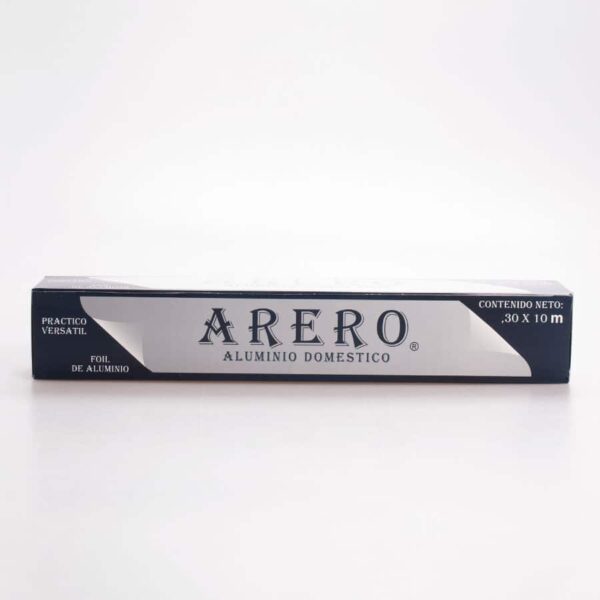 PRACTICO
VERSATIL
FOIL
DE ALUMINIO
ARERO®
ALUMINIO DOMESTICO
CONTENIDO NETO:
,30 X 10 m